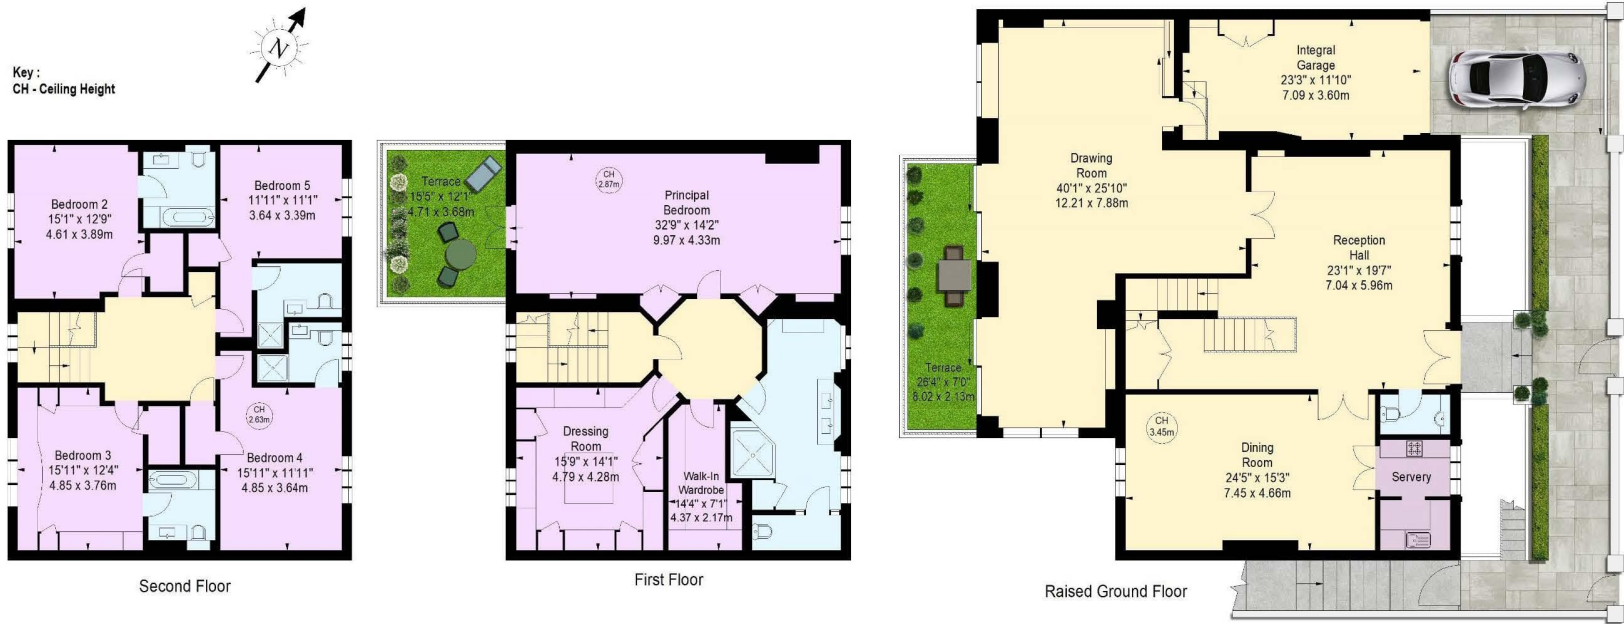 N
Key :
CH - Ceiling Height
Bedroom 2
15'1" x 12'9"
4.61 x 3.89m
Bedroom 5
11'11" x 11'1"
3.64 x 3.39m
Bedroom 3
15'11" x 12'4"
4.85 x 3.76m
CH
2.63m
Bedroom 4
15'11" x 11'11"
4.85 x 3.64m
Second Floor
Terrace
15'5" x 12'1"
4.71 x 3.68m
CH
2.87m
Principal
Bedroom
32'9" x 14'2"
9.97 x 4.33m
Dressing
Room
15'9" x 14'1"
4.79 x 4.28m
Walk-In
Wardrobe
14'4" x 7'1"
4.37 x 2.17m
First Floor
Integral
Garage
23'3" x 11'10"
7.09 x 3.60m
Drawing
Room
40'1" x 25'10"
12.21 x 7.88m
Reception
Hall
23'1" x 19'7"
7.04 x 5.96m
Terrace
26'4" x 7'0"
8.02 x 2.13m
CH
3.45m
Dining
Room
24'5" x 15'3"
7.45 x 4.66m
Servery
Raised Ground Floor